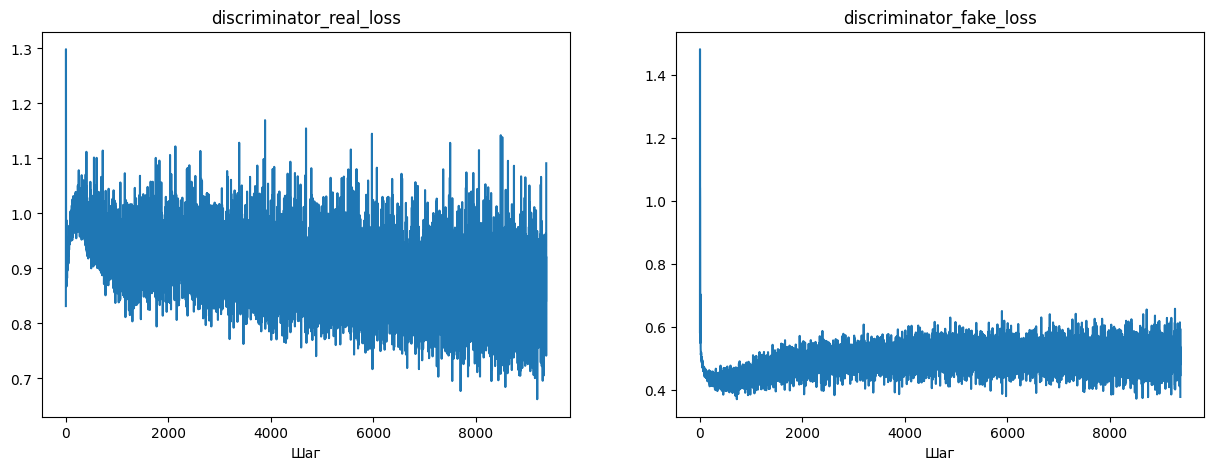 discriminator_real_loss
1.3
1.2
1.1
1.0
0.9
0.8
0.7
0 2000 4000 6000 8000
Шаг
discriminator_fake_loss
1.4
1.2
1.0
0.8
0.6
0.4
0 2000 4000 6000 8000
Шаг